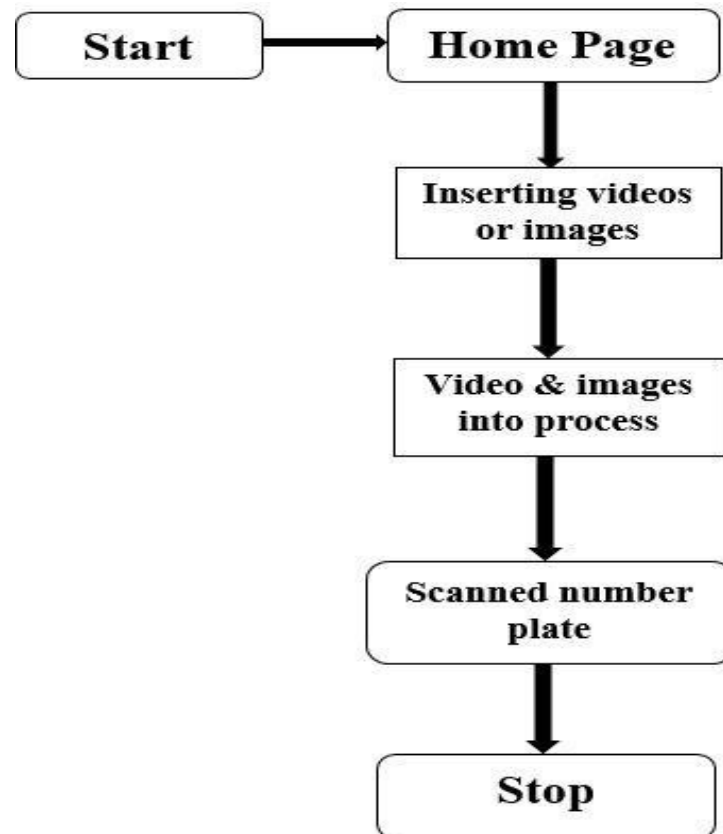 Start
Home Page
Inserting videos
or images
Video & images
into process
Scanned number
plate
Stop